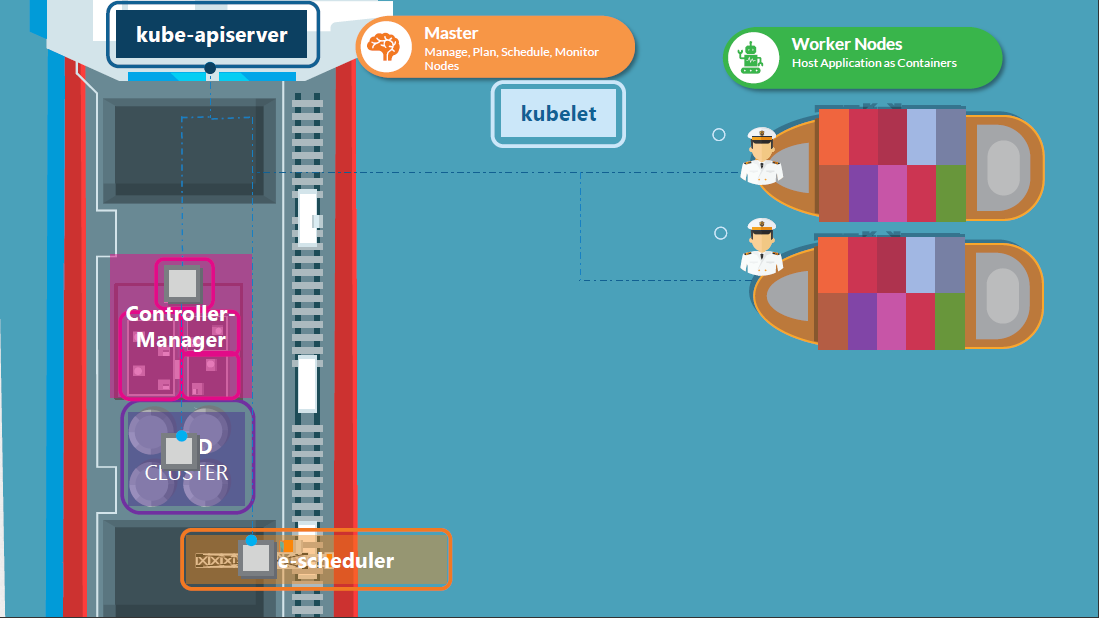 kube-apiserver
Master
Manage, Plan, Schedule, Monitor
Nodes
Worker Nodes
Host Application as Containers
kubelet
Controller-
Manager
D
CLUSTER
e-scheduler